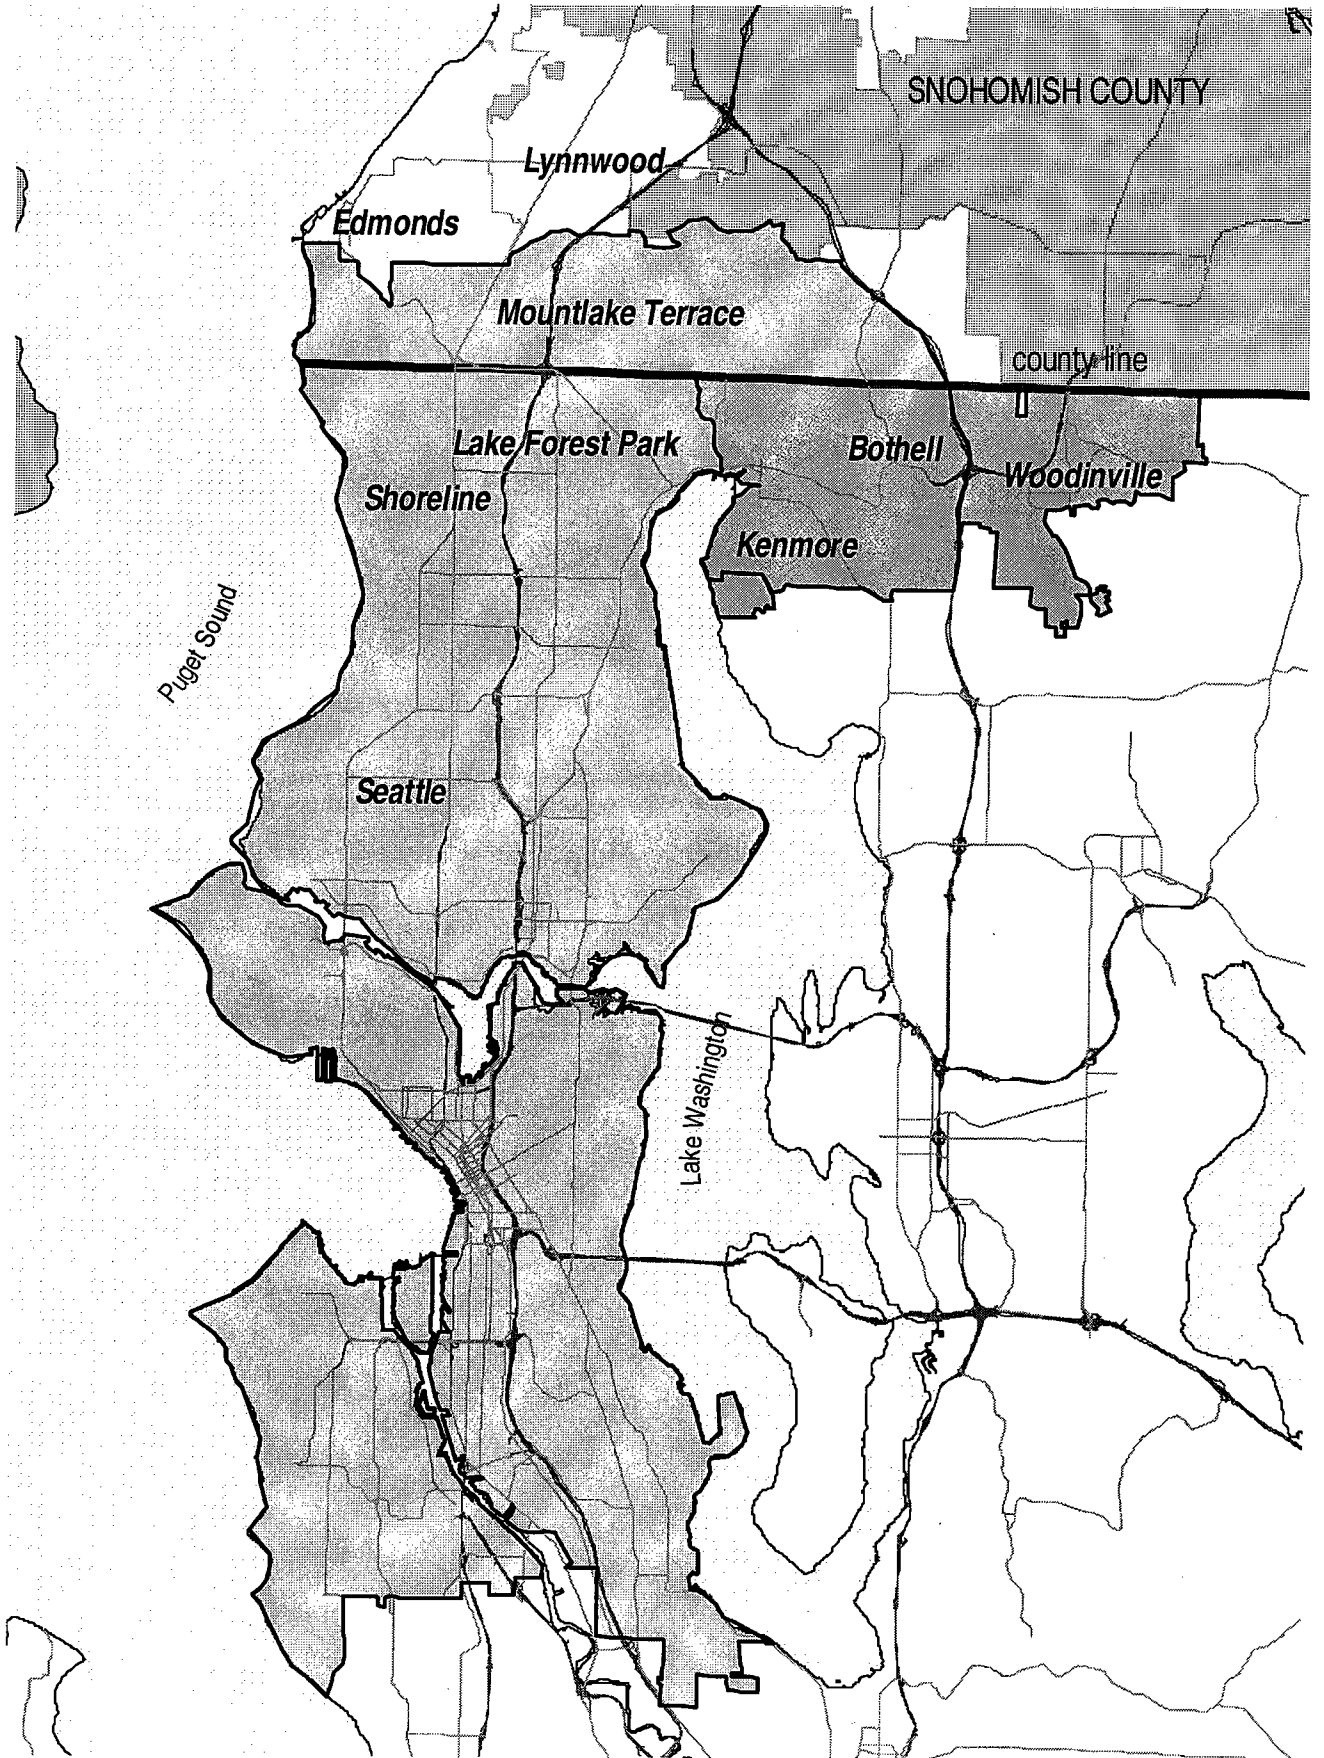 SNOHOMISH COUNTY
Lynnwood
Edmonds
Mountlake Terrace
county line
Lake Forest Park
Bothell
Woodinville
Shoreline
Kenmore
Puget Sound
Seattle
Lake Washington